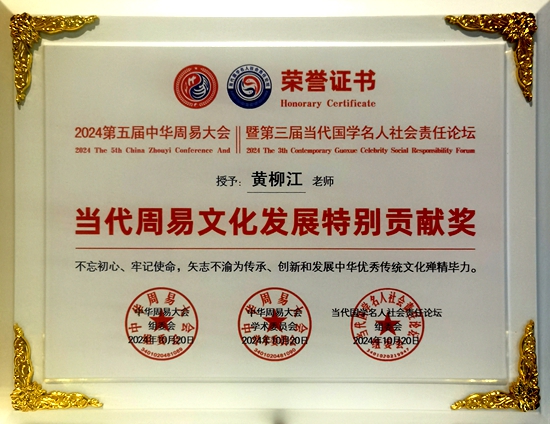 荣誉证书
Honorary Certificate
2024第五届中华周易大会 暨第三届当代国学名人社会责任论坛
2024 The 5th China Zhouyi Conference And 2024 The 3th Contemporary Guoxue Celebrity Social Responsibility Forum
授予: 黄柳江 老师
当代周易文化发展特别贡献奖
不忘初心、牢记使命，矢志不渝为传承、创新和发展中华优秀传统文化殚精毕力。
中华周易大会 中华周易大会 当代国学名人社会责任论坛
组委会 学术委员会 组委会
2024年10月20日 2024年10月20日 2024年10月20日